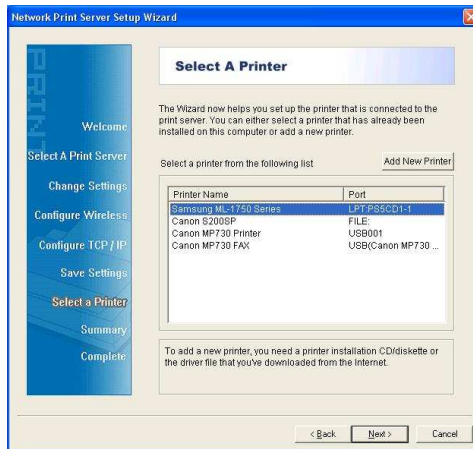 Network Print Server Setup Wizard
PRINT
Select A Printer
The Wizard now helps you set up the printer that is connected to the
print server. You can either select a printer that has already been
installed on this computer or add a new printer.
Select a printer from the following list
Add New Printer
Printer Name Port
Samsung ML-1750 Series LPT:PS5CD1-1
Canon S200SP FILE:
Canon MP730 Printer USB001
Canon MP730 FAX USB(Canon MP730 ...
To add a new printer, you need a printer installation CD/diskette or
the driver file that you've downloaded from the Internet.
Welcome
Select A Print Server
Change Settings
Configure Wireless
Configure TCP / IP
Save Settings
Select a Printer
Summary
Complete
< Back
Next >
Cancel